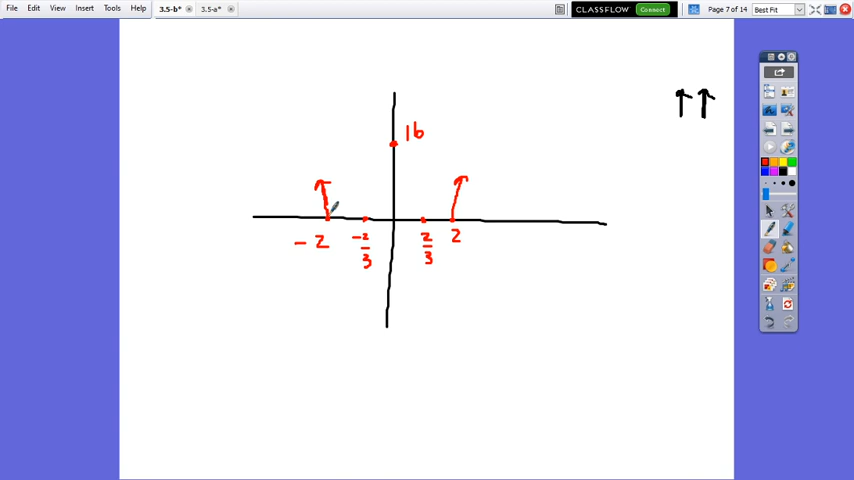 File Edit View Insert Tools Help 3.5-b* 3.5-a* CLASSFLOW Connect Page 7 of 14 Best Fit
16
-2 -2/3 2/3 2